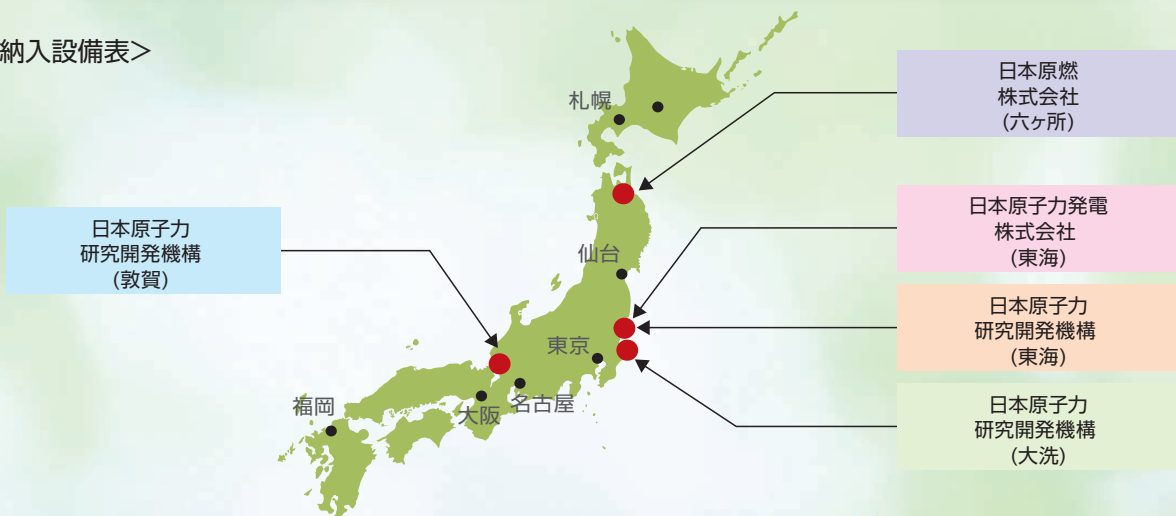 納入設備表>
札幌
日本原燃
株式会社
(六ヶ所)
日本原子力発電
株式会社
(東海)
日本原子力
研究開発機構
(敦賀)
仙台
日本原子力
研究開発機構
(東海)
東京
福岡
大阪
名古屋
日本原子力
研究開発機構
(大洗)